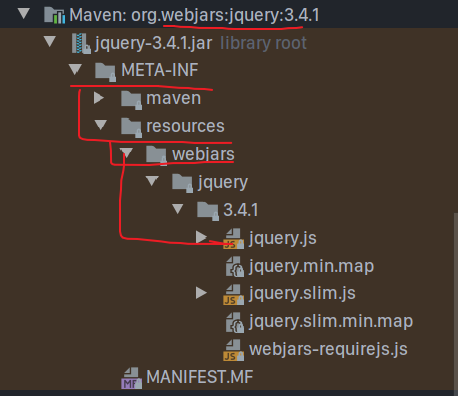 Maven: org.webjars:jquery:3.4.1
jquery-3.4.1.jar library root
META-INF
maven
resources
webjars
jquery
3.4.1
jquery.js
jquery.min.map
jquery.slim.js
jquery.slim.min.map
webjars-requirejs.js
MANIFEST.MF